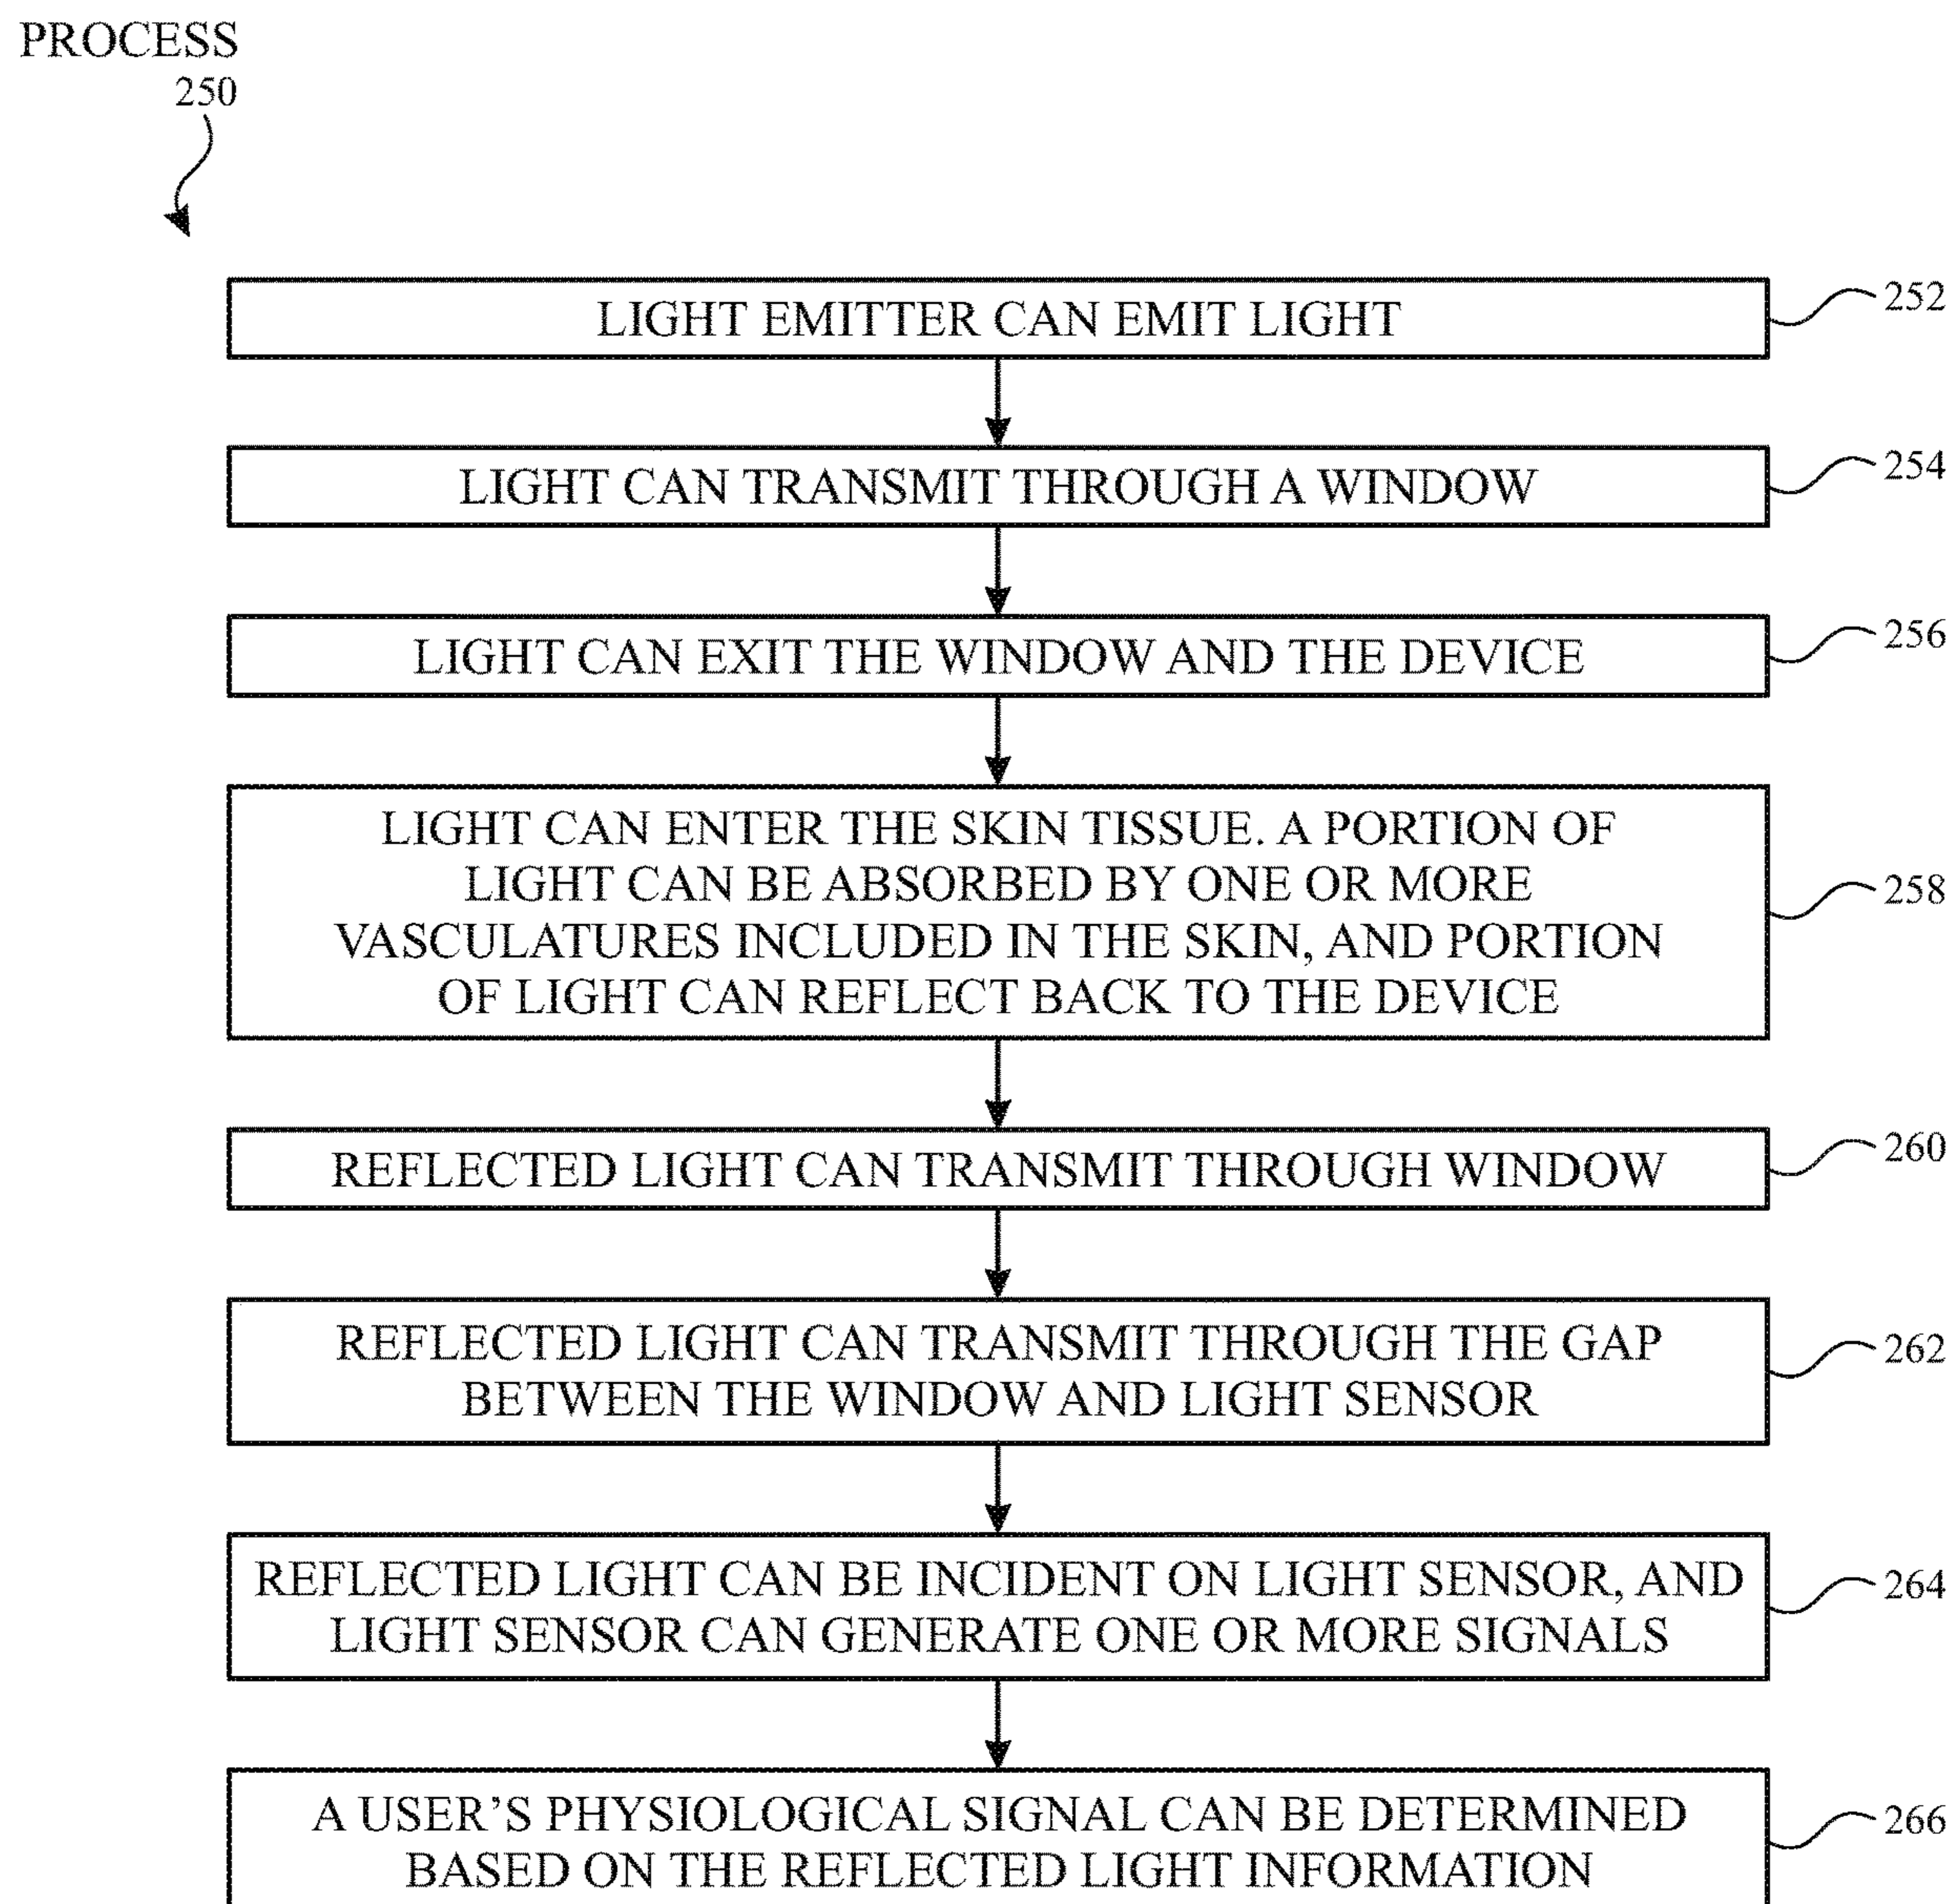 PROCESS
250
LIGHT EMITTER CAN EMIT LIGHT
252
LIGHT CAN TRANSMIT THROUGH A WINDOW
254
LIGHT CAN EXIT THE WINDOW AND THE DEVICE
256
LIGHT CAN ENTER THE SKIN TISSUE. A PORTION OF
LIGHT CAN BE ABSORBED BY ONE OR MORE
VASCULATURES INCLUDED IN THE SKIN, AND PORTION
OF LIGHT CAN REFLECT BACK TO THE DEVICE
258
REFLECTED LIGHT CAN TRANSMIT THROUGH WINDOW
260
REFLECTED LIGHT CAN TRANSMIT THROUGH THE GAP
BETWEEN THE WINDOW AND LIGHT SENSOR
262
REFLECTED LIGHT CAN BE INCIDENT ON LIGHT SENSOR, AND
LIGHT SENSOR CAN GENERATE ONE OR MORE SIGNALS
264
A USER'S PHYSIOLOGICAL SIGNAL CAN BE DETERMINED
BASED ON THE REFLECTED LIGHT INFORMATION
266